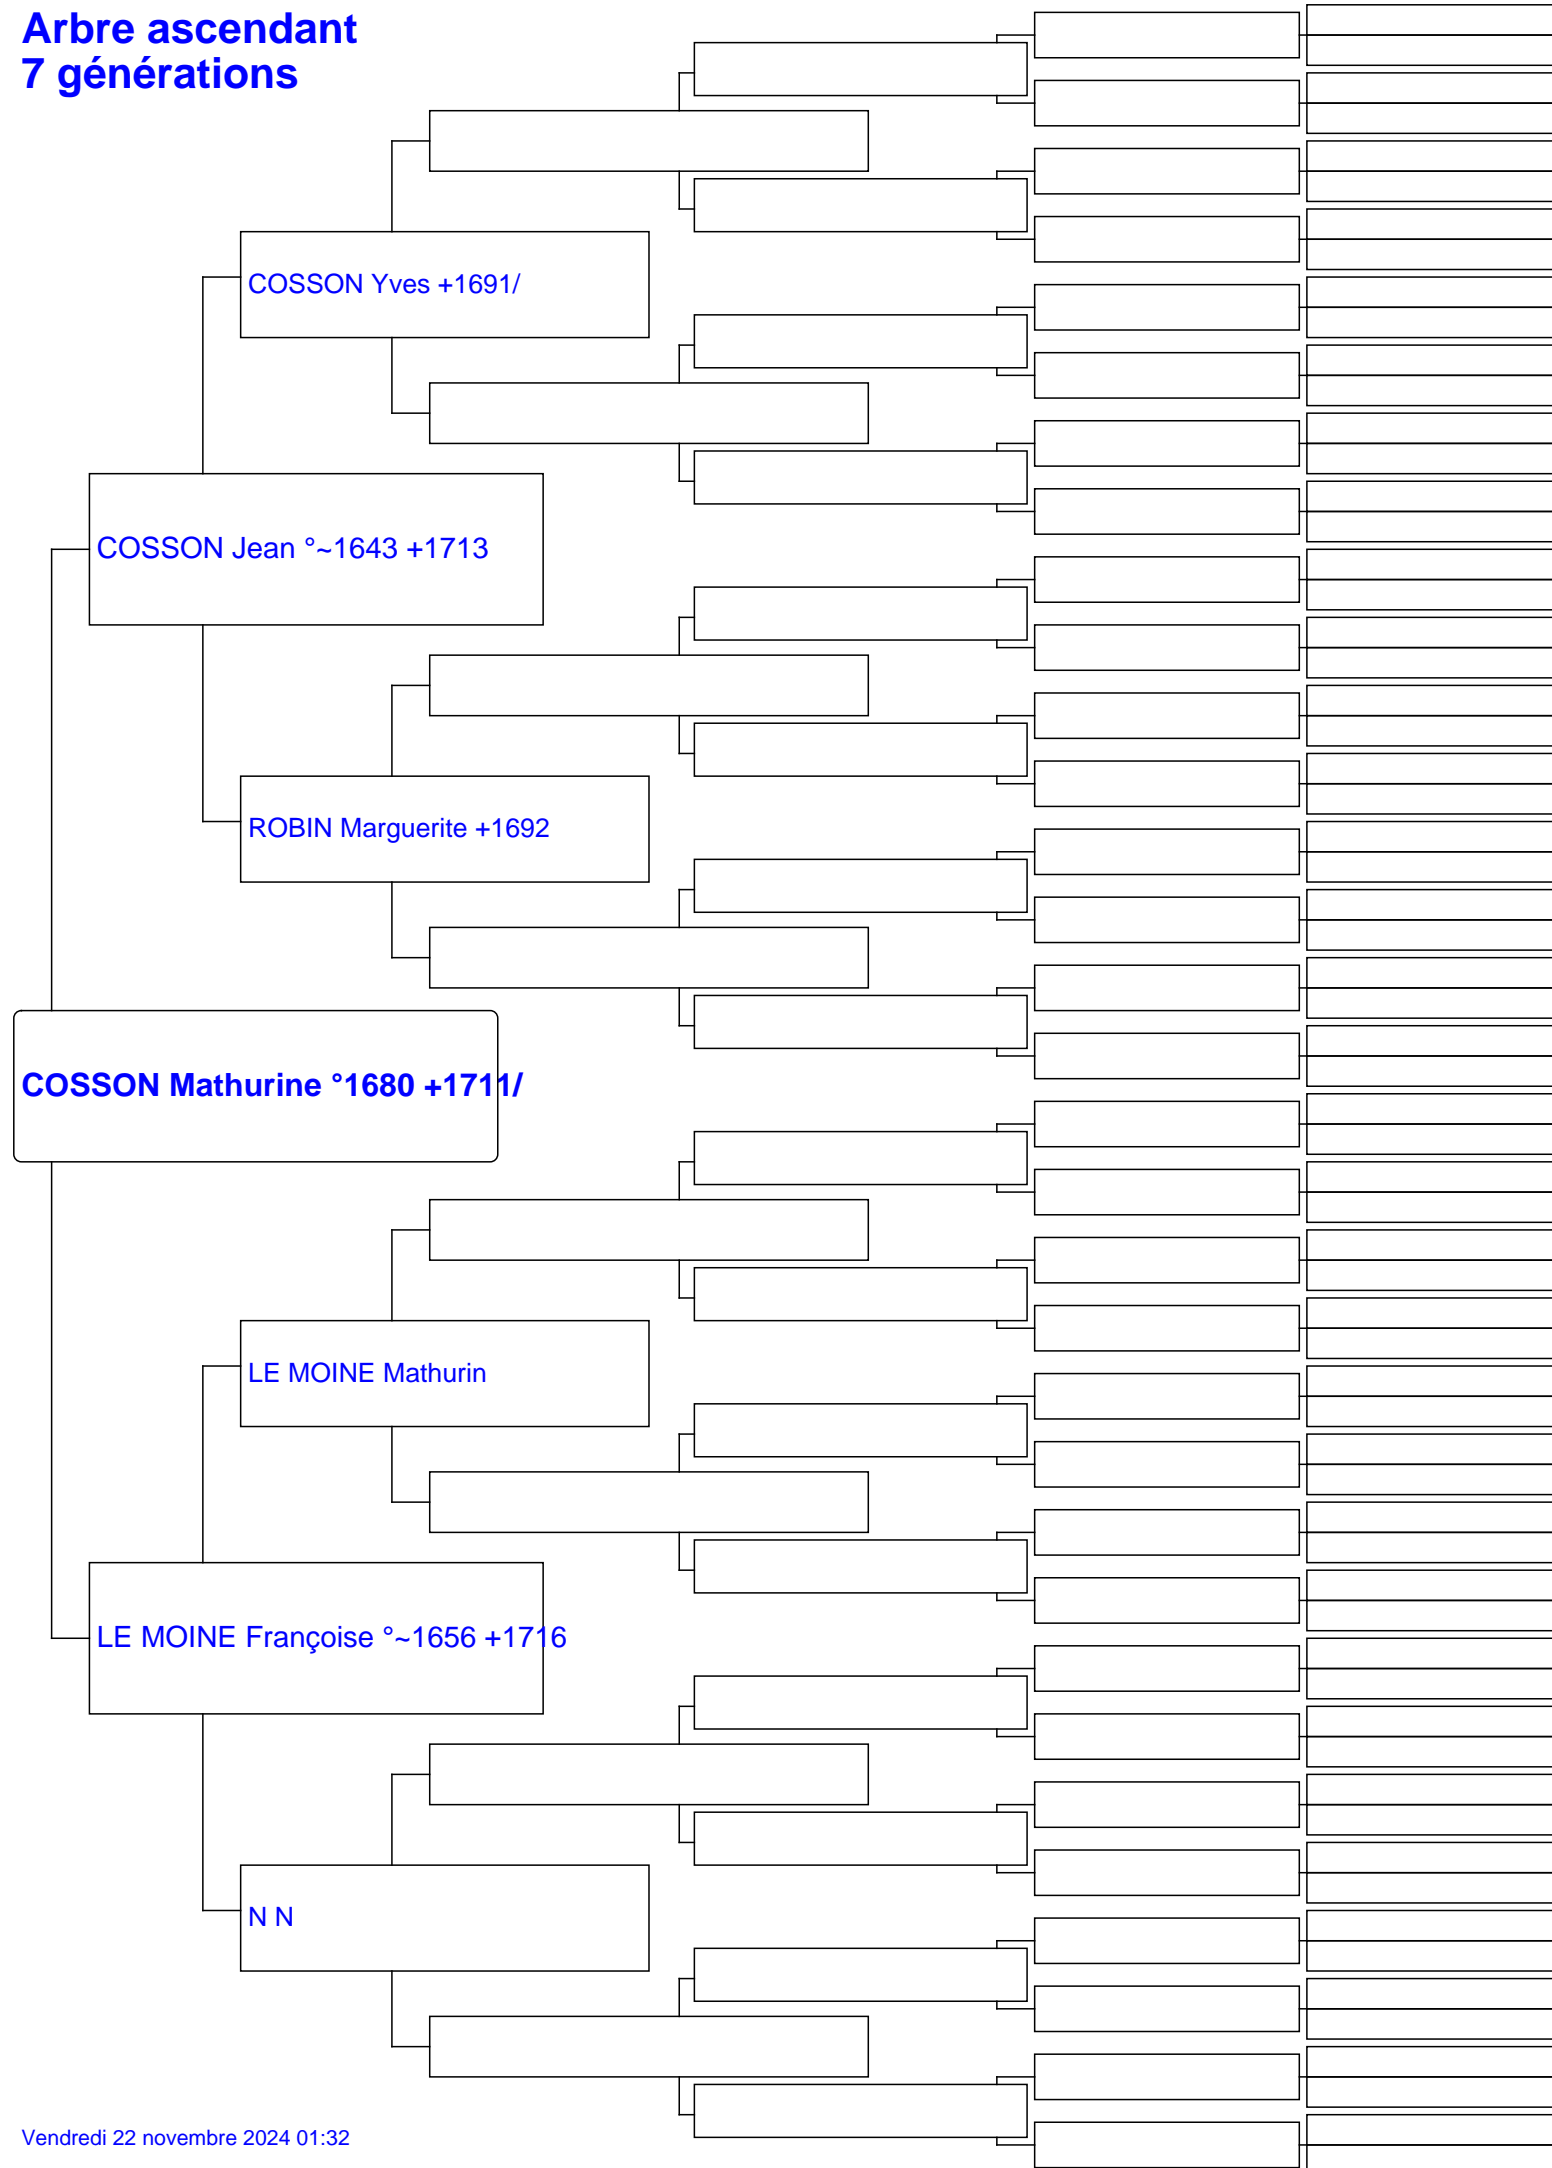 Arbre ascendant
7 générations
COSSON Yves +1691/
COSSON Jean °~1643 +1713
ROBIN Marguerite +1692
COSSON Mathurine °1680 +1711/
LE MOINE Mathurin
LE MOINE Françoise °~1656 +1716
N N
Vendredi 22 novembre 2024 01:32